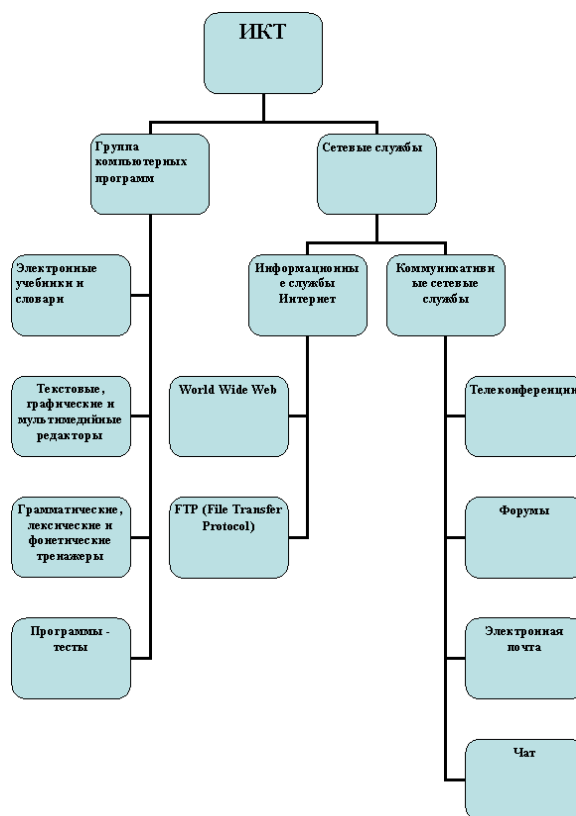 ИКТ
Группа
компьютерных
программ
Сетевые службы
Электронные
учебники и
словари
Информационны
е службы
Интернет
Коммуникативн
ые сетевые
службы
Текстовые,
графические и
мультимедийные
редакторы
World Wide Web
Телеконференции
Грамматические,
лексические и
фонетические
тренажеры
FTP (File Transfer
Protocol)
Форумы
Программы -
тесты
Электронная
почта
Чат